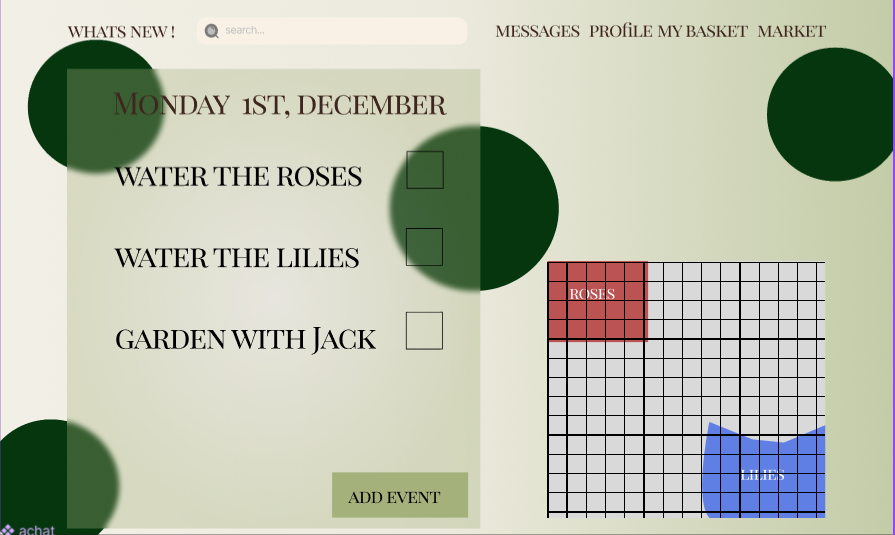 WHATS NEW ! search... MESSAGES PROfiLE MY BASKET MARKET
MONDAY 1ST, DECEMBER
WATER THE ROSES
WATER THE LILIES
GARDEN WITH JACK
ROSES
LILIES
ADD EVENT
achat